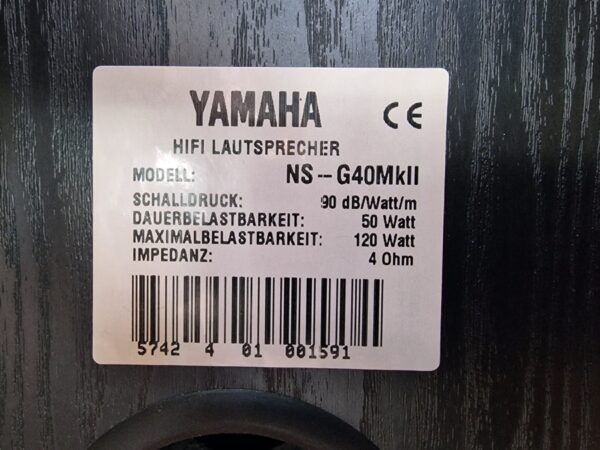 YAMAHA CE
HIFI LAUTSPRECHER
MODELL: NS--G40MkII
SCHALLDRUCK: 90 dB/Watt/m
DAUERBELASTBARKEIT: 50 Watt
MAXIMALBELASTBARKEIT: 120 Watt
IMPEDANZ: 4 Ohm
5742 4 01 001591